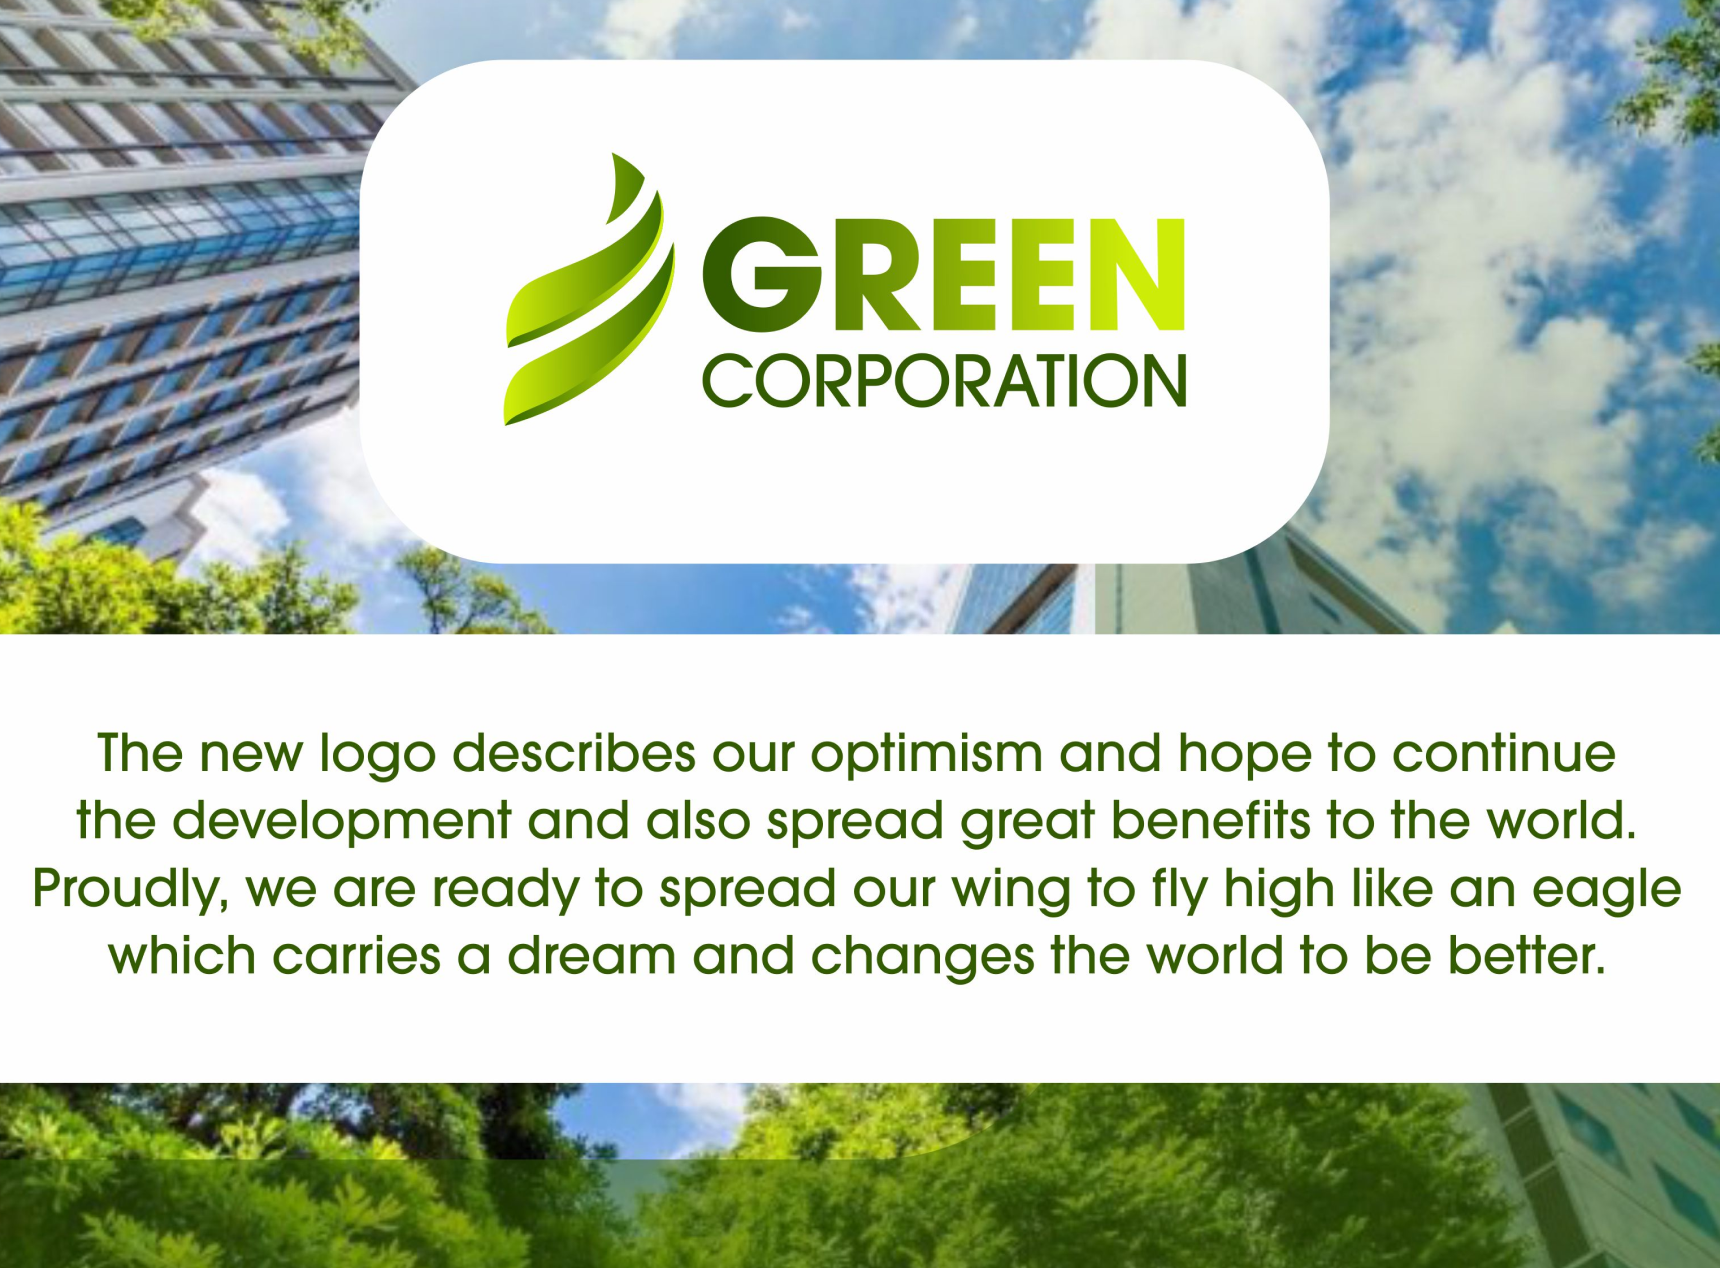 GREEN
CORPORATION
The new logo describes our optimism and hope to continue
the development and also spread great benefits to the world.
Proudly, we are ready to spread our wing to fly high like an eagle
which carries a dream and changes the world to be better.